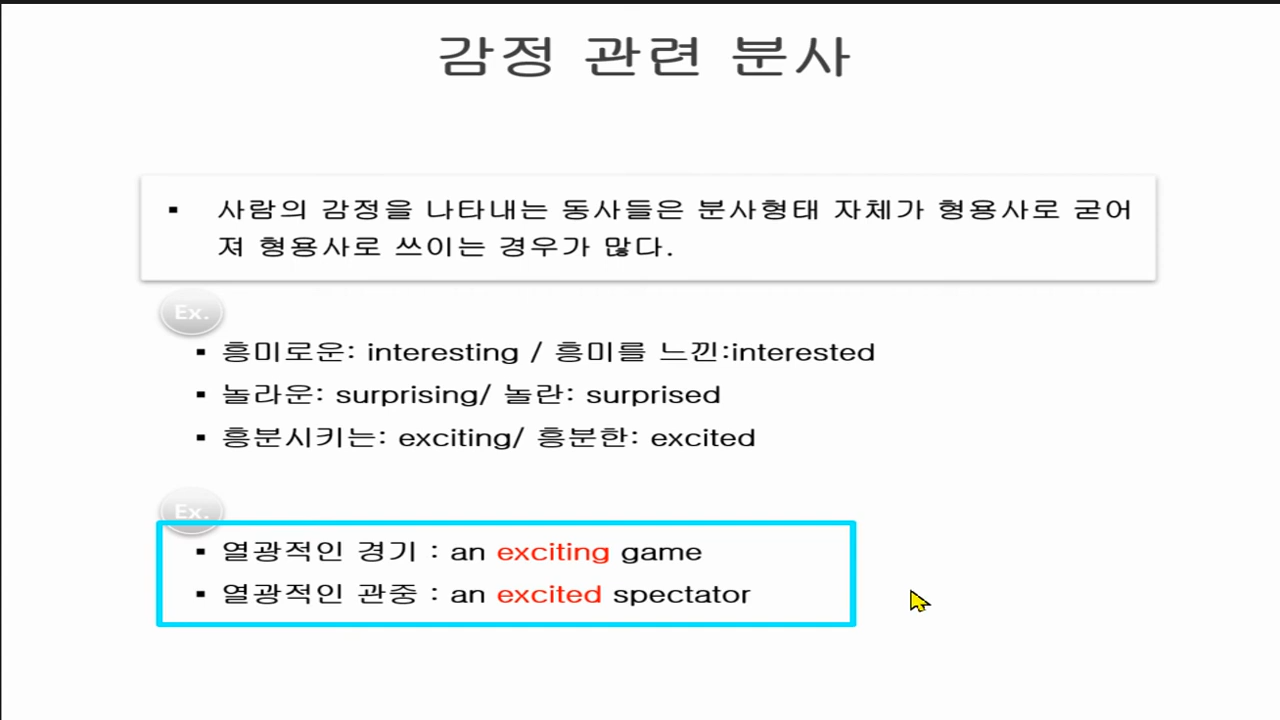 감정 관련 분사
▪ 사람의 감정을 나타내는 동사들은 분사형태 자체가 형용사로 굳어
져 형용사로 쓰이는 경우가 많다.
Ex.
▪ 흥미로운: interesting / 흥미를 느낀:interested
▪ 놀라운: surprising/ 놀란: surprised
▪ 흥분시키는: exciting/ 흥분한: excited
Ex.
▪ 열광적인 경기 : an exciting game
▪ 열광적인 관중 : an excited spectator